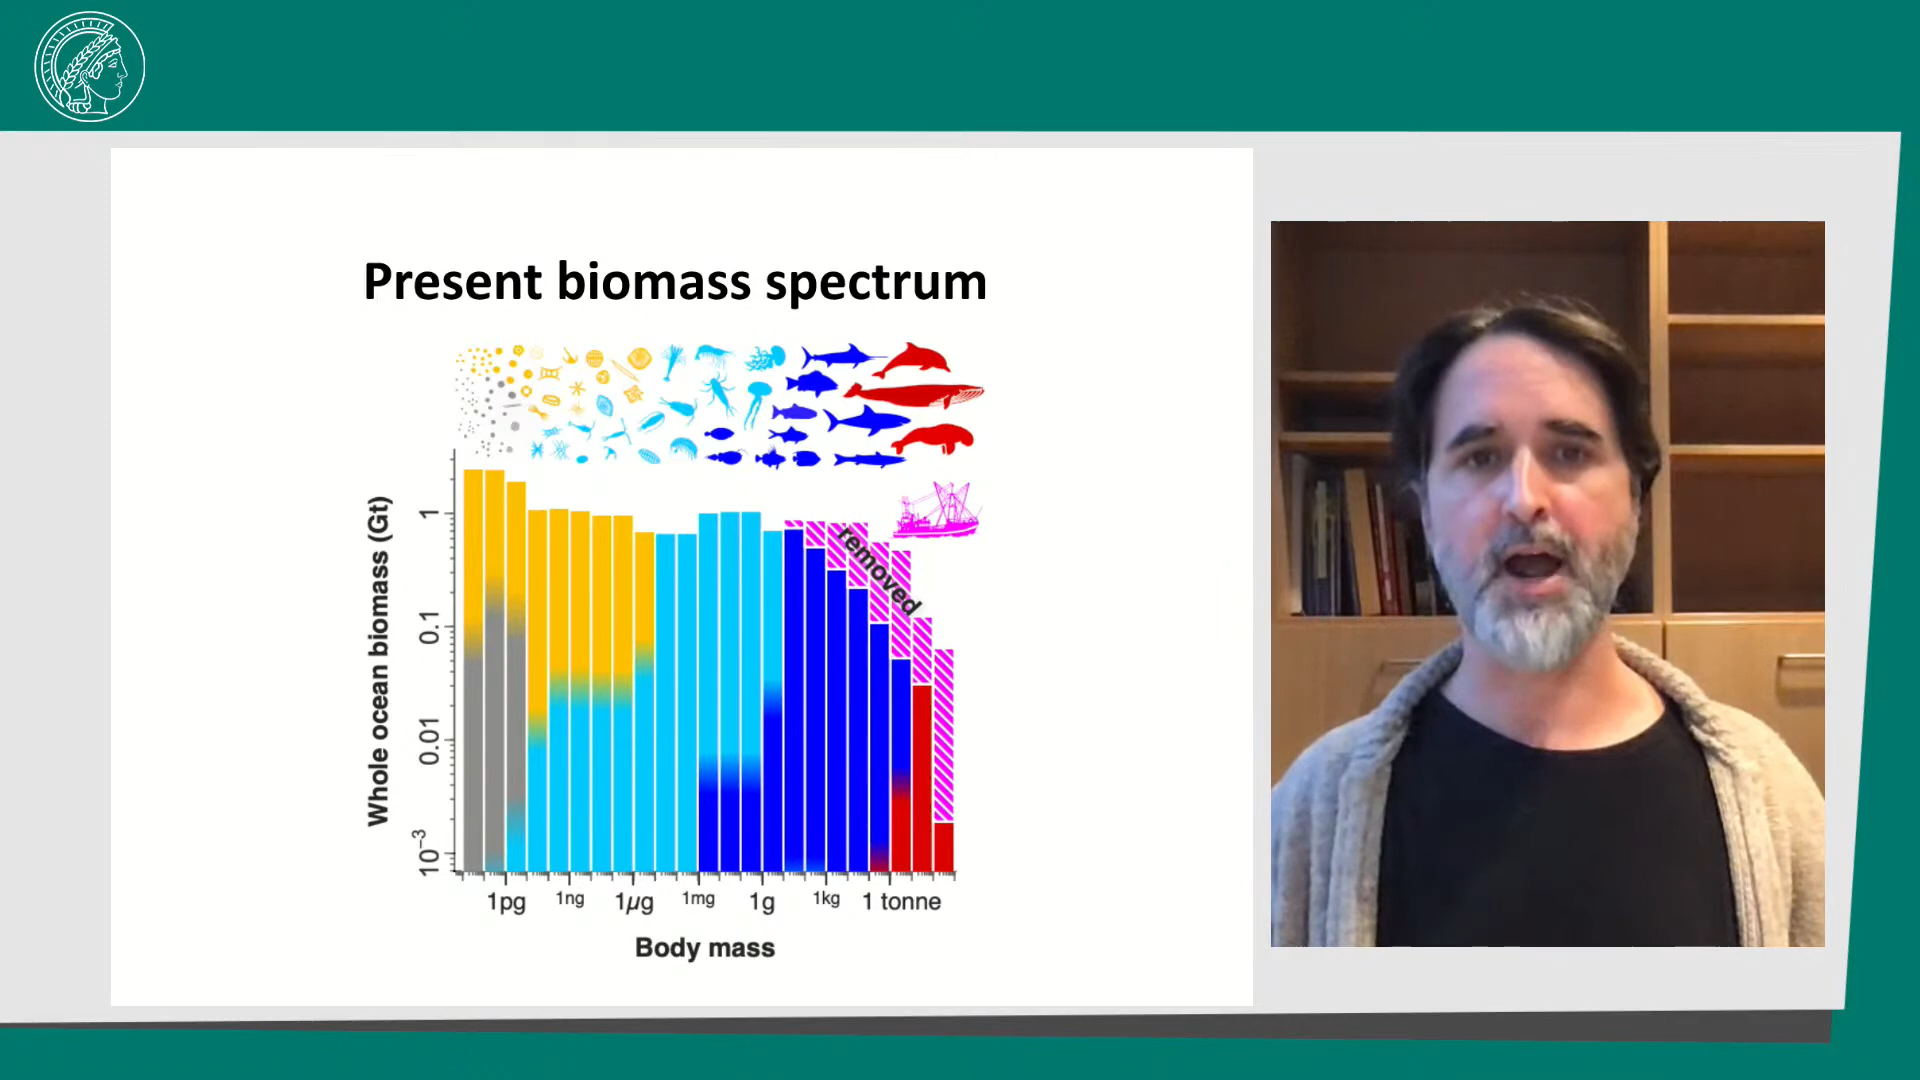 Present biomass spectrum
removed
Whole ocean biomass (Gt)
1
0.1
0.01
10⁻³
1pg
1ng
1µg
1mg
1g
1kg
1 tonne
Body mass